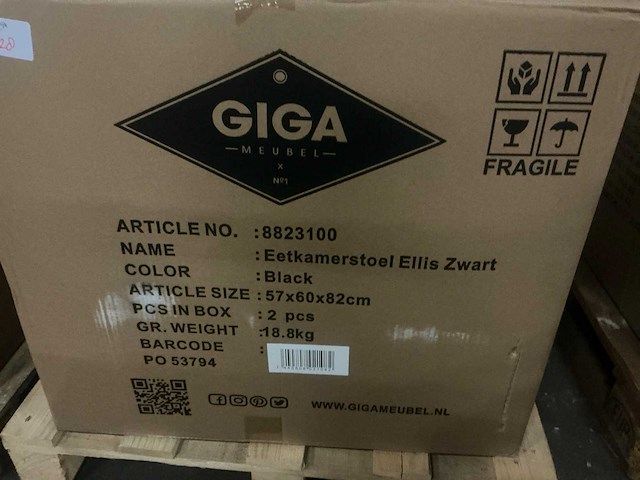 28
GIGA
MEUBEL
X
Nº1
FRAGILE
ARTICLE NO. : 8823100
NAME : Eetkamerstoel Ellis Zwart
COLOR : Black
ARTICLE SIZE : 57x60x82cm
PCS IN BOX : 2 pcs
GR. WEIGHT : 18.8kg
BARCODE :
PO 53794
WWW.GIGAMEUBEL.NL